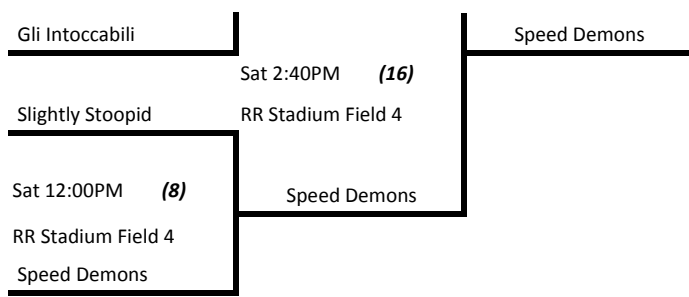 Gli Intoccabili
Speed Demons
Sat 2:40PM (16)
Slightly Stoopid
RR Stadium Field 4
Sat 12:00PM (8)
Speed Demons
RR Stadium Field 4
Speed Demons